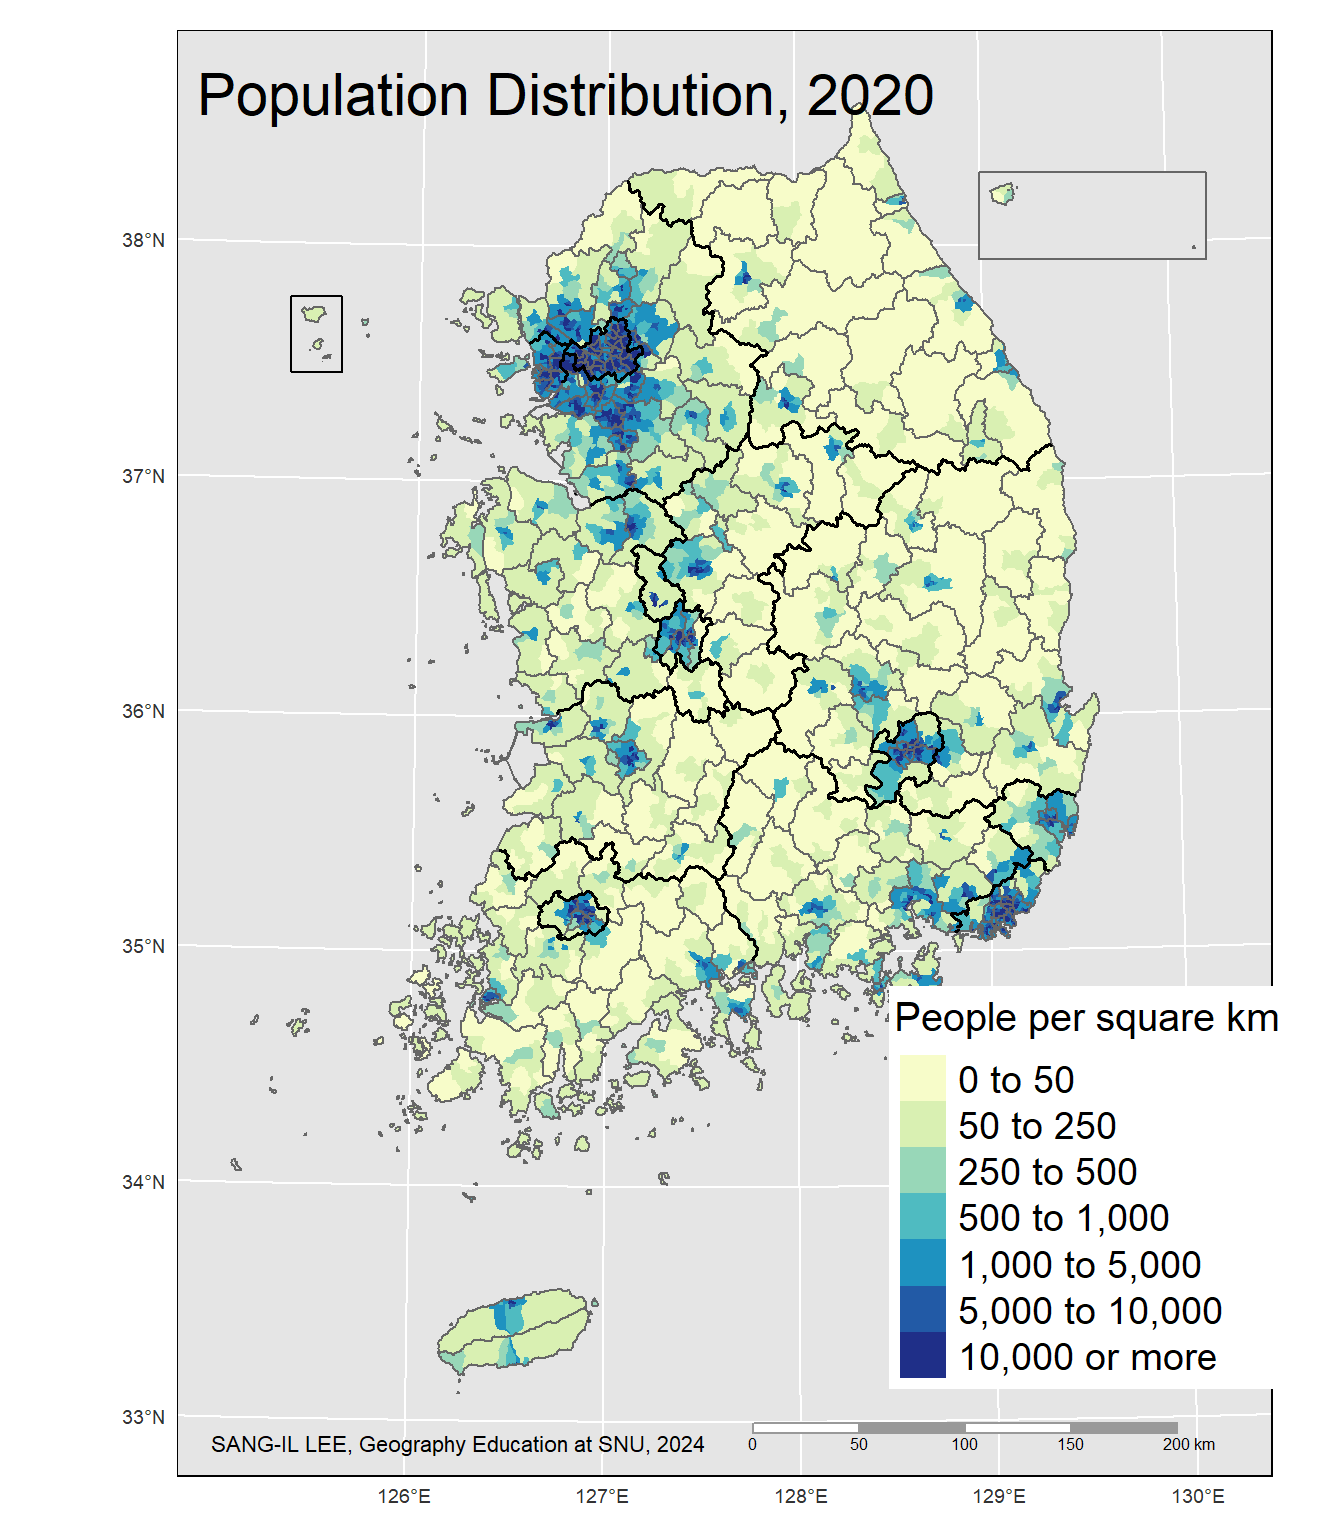 Population Distribution, 2020
38°N
37°N
36°N
35°N
34°N
33°N
People per square km
0 to 50
50 to 250
250 to 500
500 to 1,000
1,000 to 5,000
5,000 to 10,000
10,000 or more
SANG-IL LEE, Geography Education at SNU, 2024
0 50 100 150 200 km
126°E 127°E 128°E 129°E 130°E